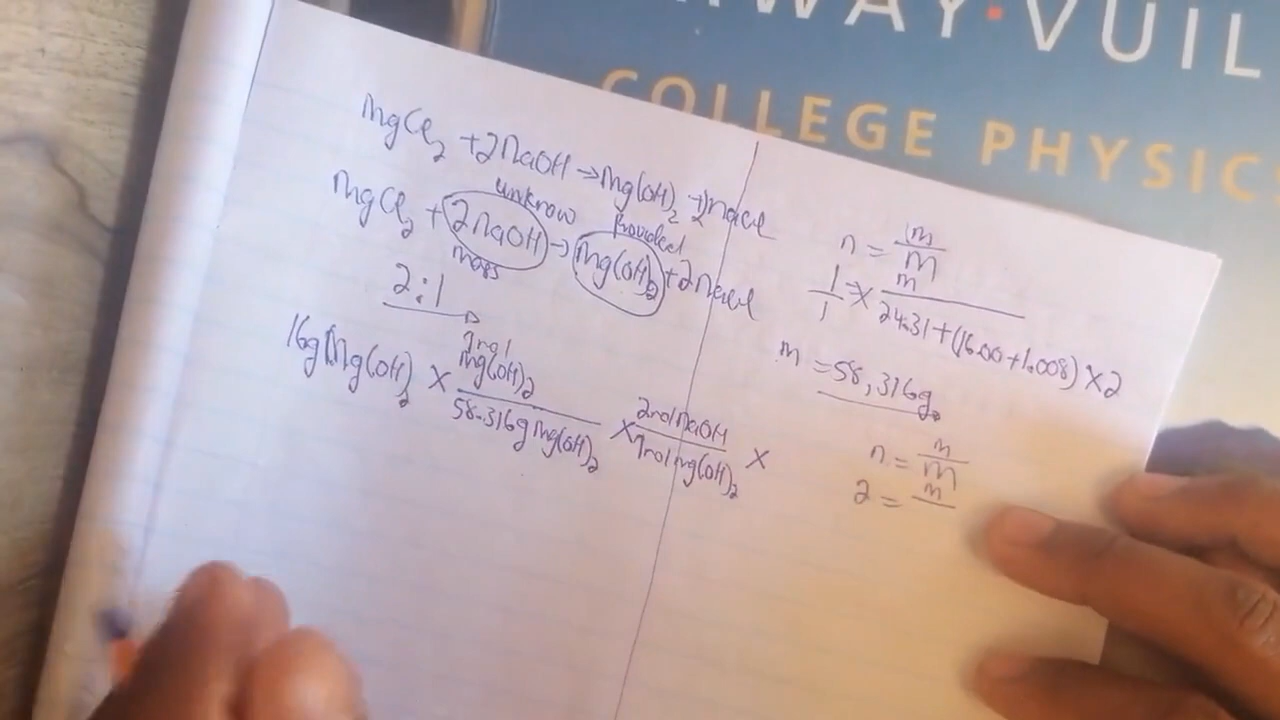 WAY·VUIL
COLLEGE PHYSICS
MgCl₂ + 2NaOH → Mg(OH)₂ + 2NaCl
unknow provided
MgCl₂ + 2NaOH → Mg(OH)₂ + 2NaCl
mass
2:1
16g Mg(OH)₂ × 1mol Mg(OH)₂ / 58.316g Mg(OH)₂ × 2mol NaOH / 1mol Mg(OH)₂ ×
n = m/M
1/1 = × m / 24.31 + (16.00 + 1.008) × 2
m = 58,316g.
n = m/M
2 = m/